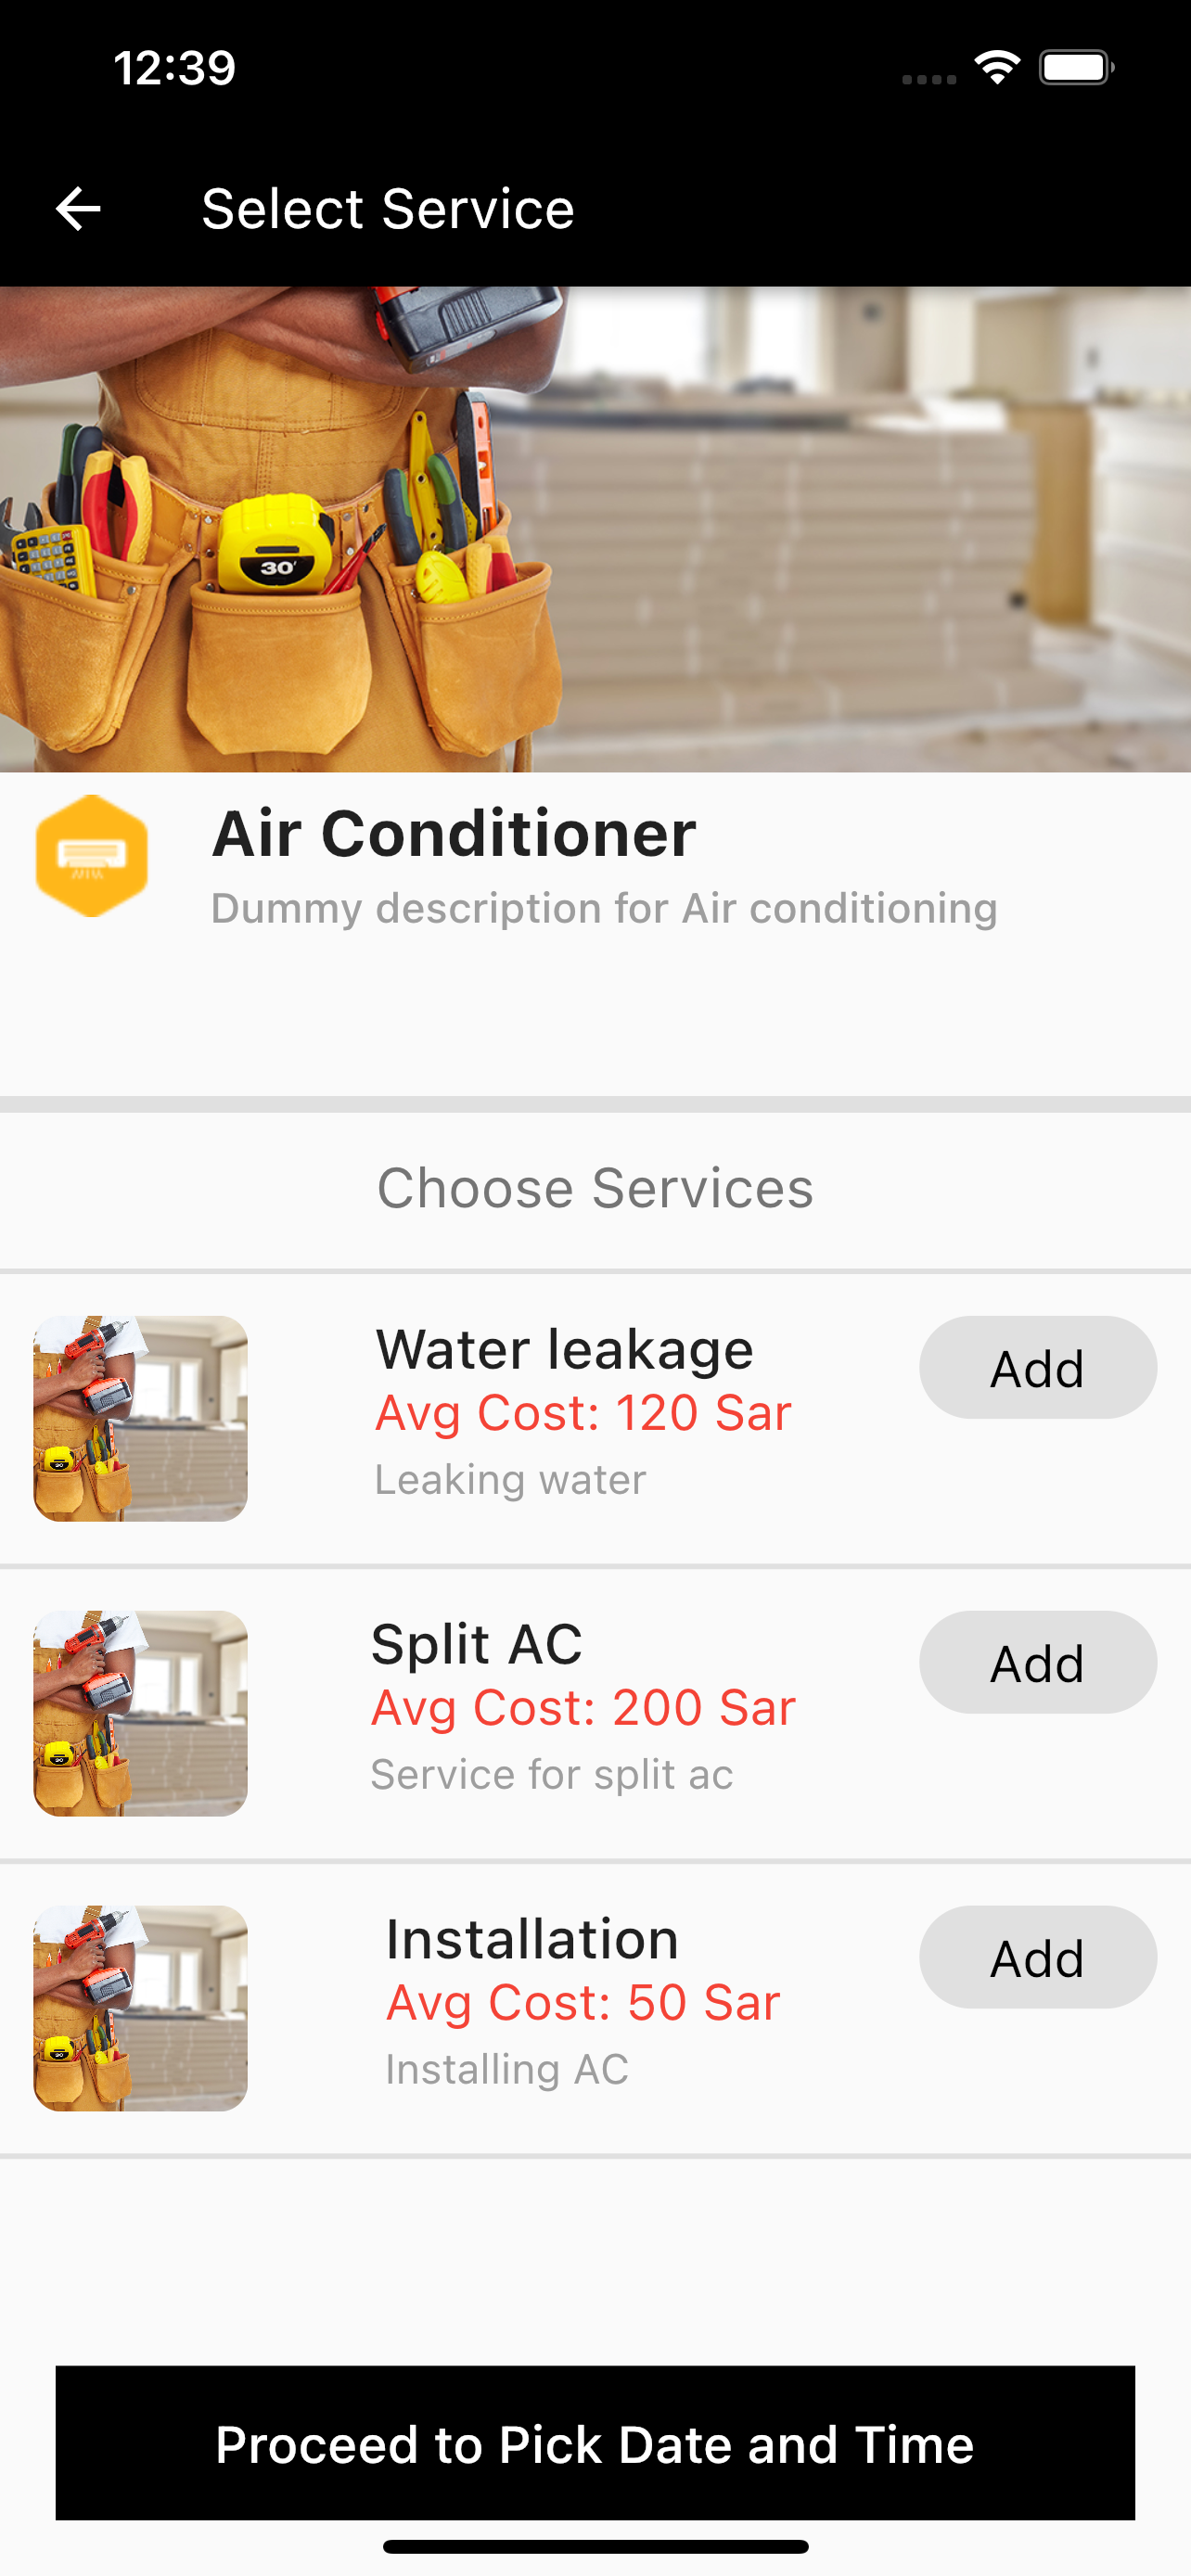 12:39
Select Service
30'
Air Conditioner
Dummy description for Air conditioning
Choose Services
Water leakage
Avg Cost: 120 Sar
Leaking water
Add
Split AC
Avg Cost: 200 Sar
Service for split ac
Add
Installation
Avg Cost: 50 Sar
Installing AC
Add
Proceed to Pick Date and Time